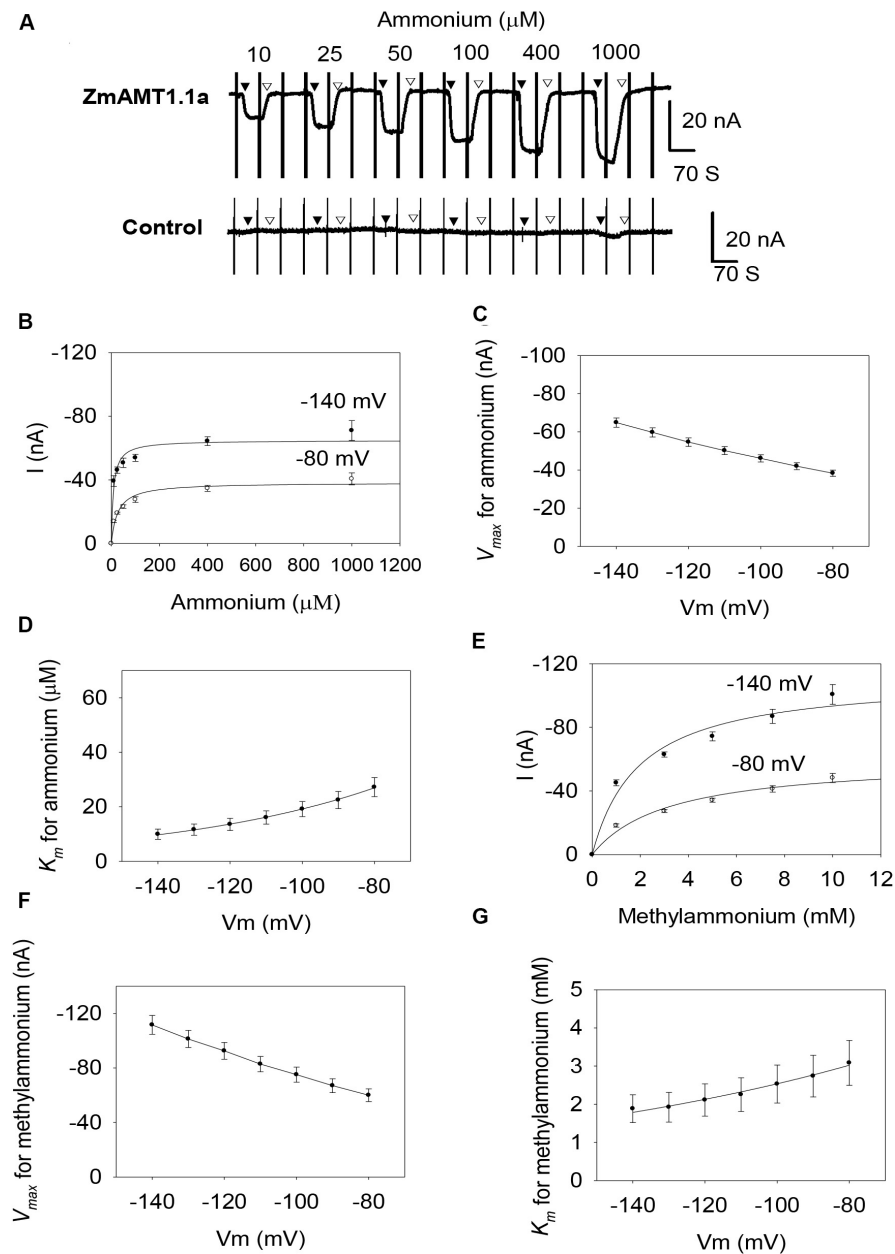 A
Ammonium (μM)
10 25 50 100 400 1000
ZmAMT1.1a
20 nA
70 S
Control
20 nA
70 S
B
I (nA)
-120
-80
-40
0
-140 mV
-80 mV
0 200 400 600 800 1000 1200
Ammonium (μM)
C
Vmax for ammonium (nA)
-100
-80
-60
-40
-20
0
-140 -120 -100 -80
Vm (mV)
D
Km for ammonium (μM)
60
40
20
0
-140 -120 -100 -80
Vm (mV)
E
I (nA)
-120
-80
-40
0
-140 mV
-80 mV
0 2 4 6 8 10 12
Methylammonium (mM)
F
Vmax for methylammonium (nA)
-120
-80
-40
0
-140 -120 -100 -80
Vm (mV)
G
Km for methylammonium (mM)
5
4
3
2
1
0
-140 -120 -100 -80
Vm (mV)